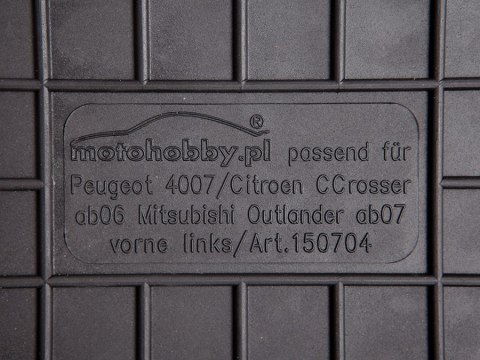 ®
motohobby.pl passend für
Peugeot 4007/Citroen CCrosser
ab06 Mitsubishi Outlander ab07
vorne links/Art.150704